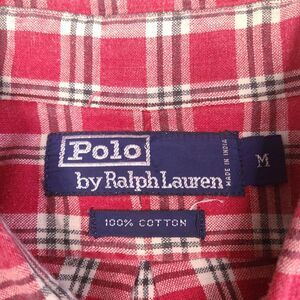 Polo
by Ralph Lauren
MADE IN INDIA
M
100% COTTON